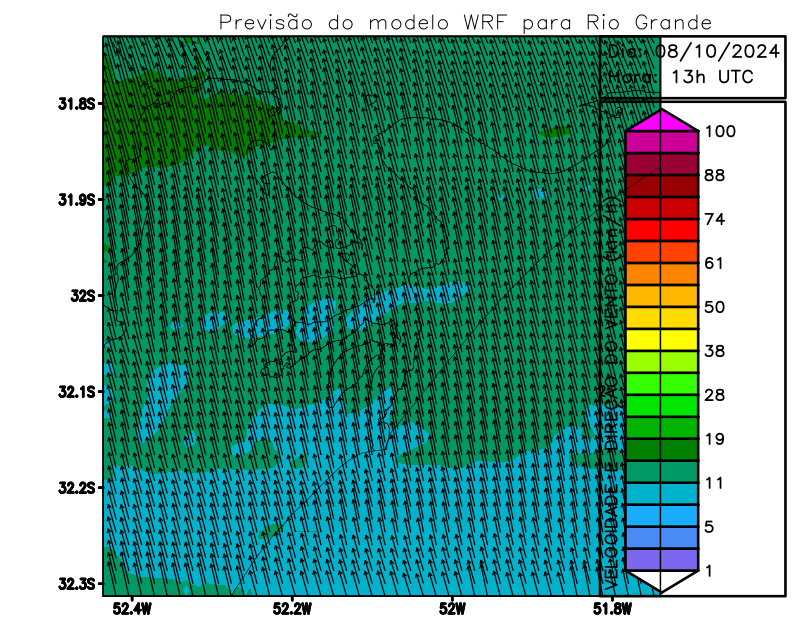 Previsão do modelo WRF para Rio Grande
Dia: 08/10/2024
Hora: 13h UTC
31.8S
31.9S
32S
32.1S
32.2S
32.3S
52.4W
52.2W
52W
51.8W
VELOCIDADE E DIREÇÃO DO VENTO (km/h)
100
88
74
61
50
38
28
19
11
5
1